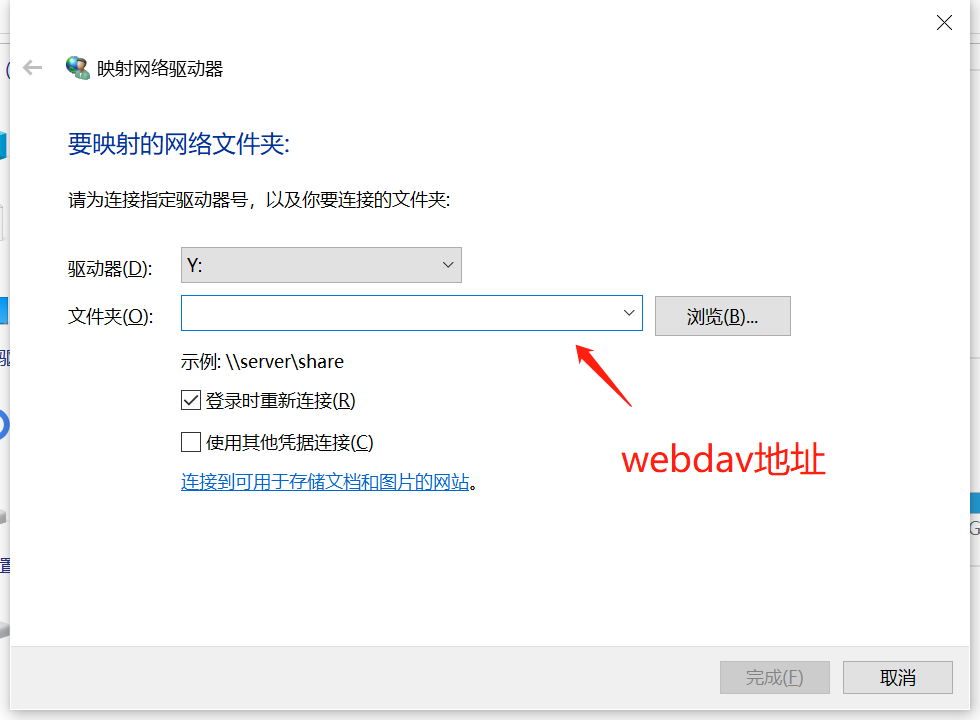 映射网络驱动器
要映射的网络文件夹:
请为连接指定驱动器号，以及你要连接的文件夹:
驱动器(D): Y:
文件夹(O): 浏览(B)...
示例: \\server\share
登录时重新连接(R)
使用其他凭据连接(C)
连接到可用于存储文档和图片的网站。
webdav地址
完成(F) 取消